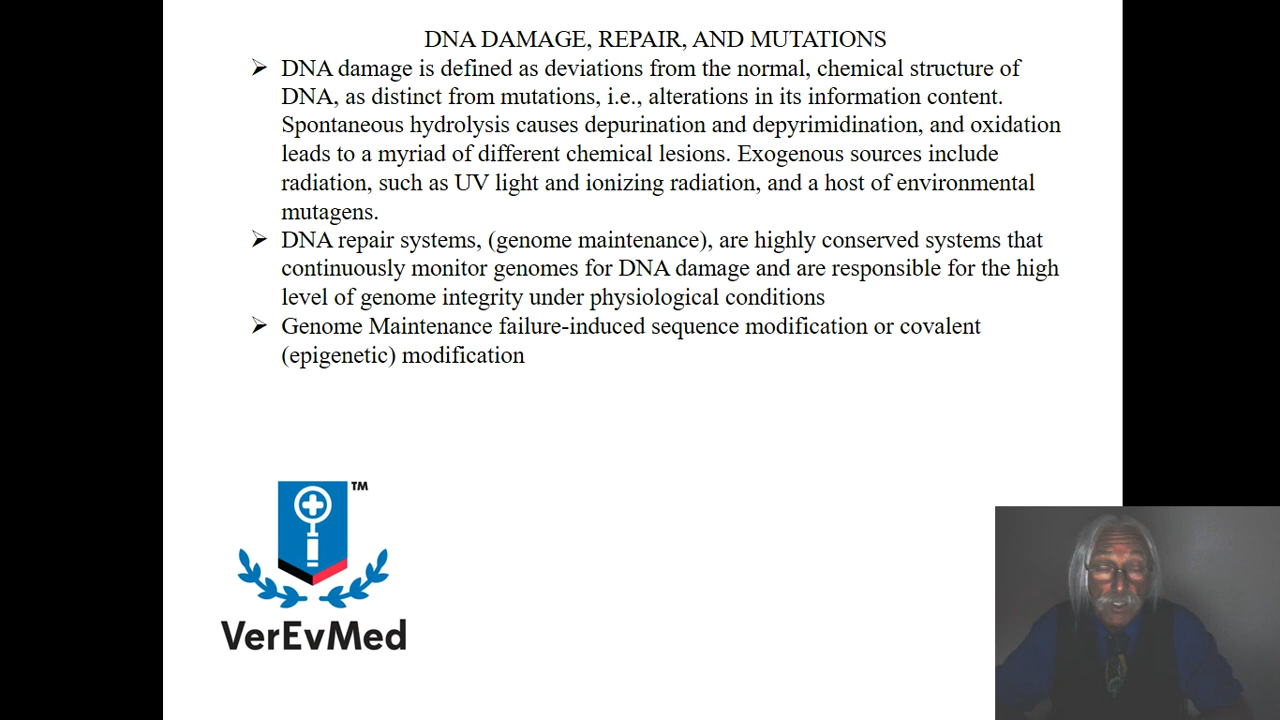 DNA DAMAGE, REPAIR, AND MUTATIONS
➢ DNA damage is defined as deviations from the normal, chemical structure of
DNA, as distinct from mutations, i.e., alterations in its information content.
Spontaneous hydrolysis causes depurination and depyrimidination, and oxidation
leads to a myriad of different chemical lesions. Exogenous sources include
radiation, such as UV light and ionizing radiation, and a host of environmental
mutagens.
➢ DNA repair systems, (genome maintenance), are highly conserved systems that
continuously monitor genomes for DNA damage and are responsible for the high
level of genome integrity under physiological conditions
➢ Genome Maintenance failure-induced sequence modification or covalent
(epigenetic) modification
TM
VerEvMed